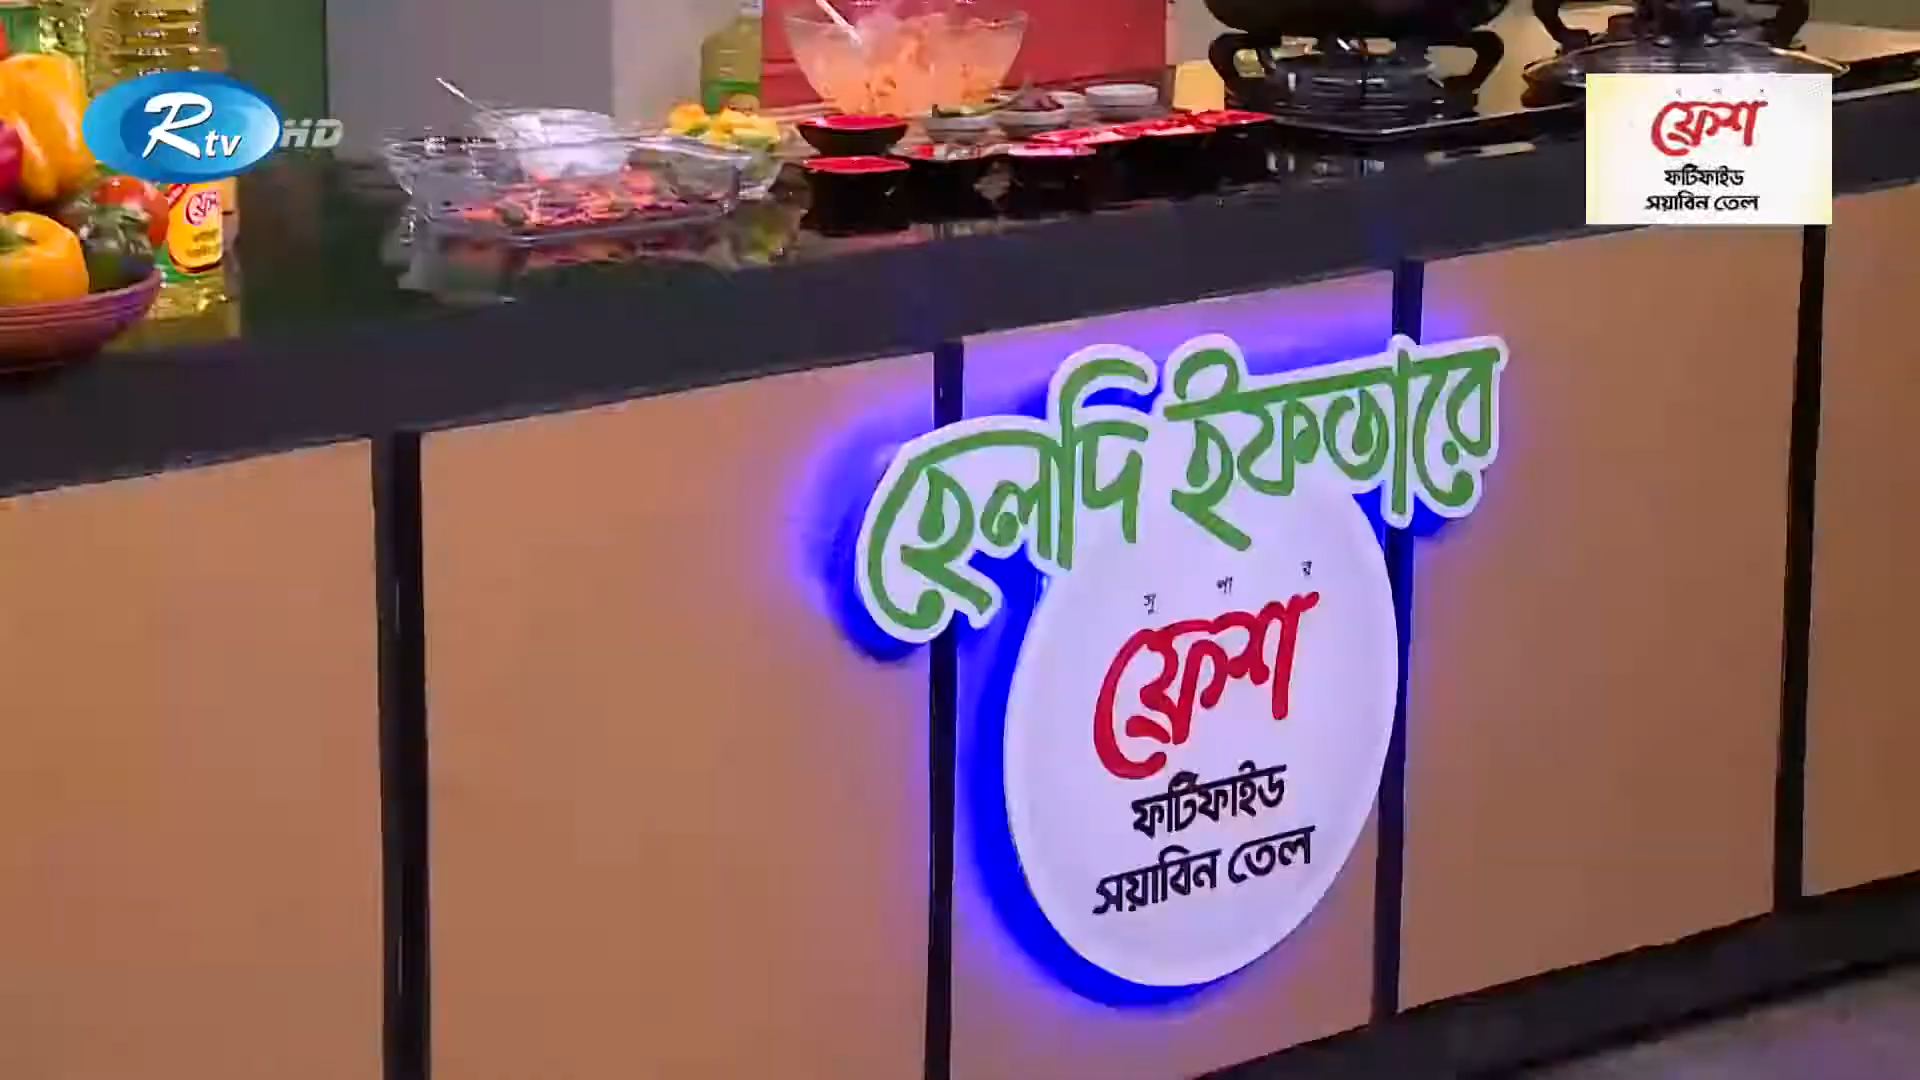 Rtv HD
ফ্রেশ
ফ্রেশ
ফর্টিফাইড
সয়াবিন তেল
হেলদি ইফতারে
সুপার
ফ্রেশ
ফর্টিফাইড
সয়াবিন তেল